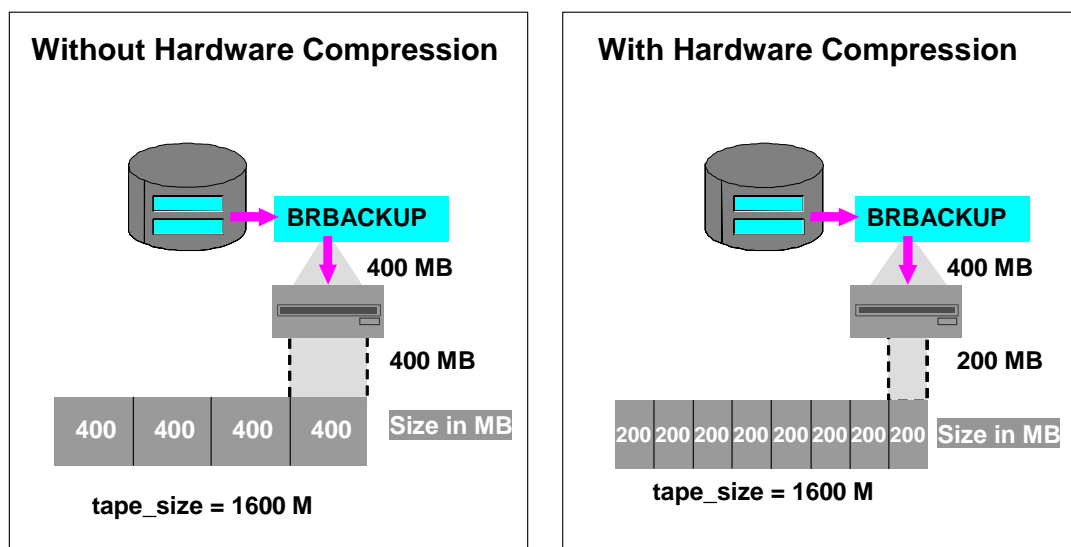 Without Hardware Compression
BRBACKUP
400 MB
400 MB
400 400 400 400
Size in MB
tape_size = 1600 M
With Hardware Compression
BRBACKUP
400 MB
200 MB
200 200 200 200 200 200 200 200
Size in MB
tape_size = 1600 M